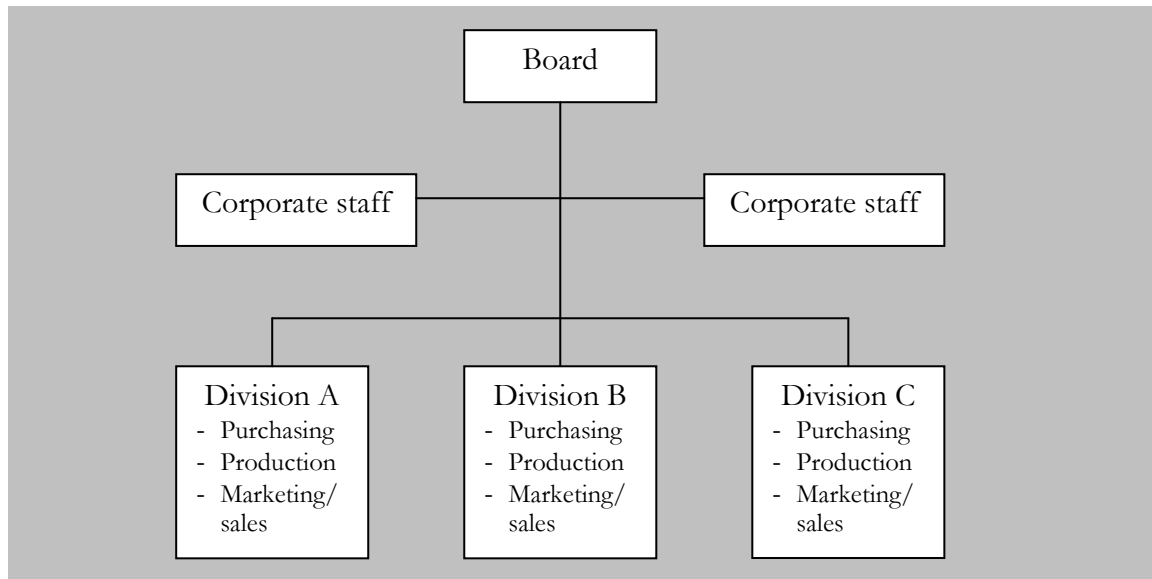 Board
Corporate staff
Corporate staff
Division A
- Purchasing
- Production
- Marketing/
sales
Division B
- Purchasing
- Production
- Marketing/
sales
Division C
- Purchasing
- Production
- Marketing/
sales